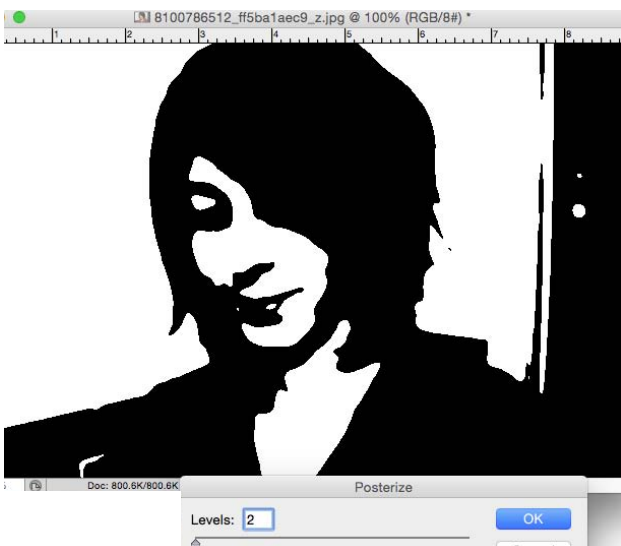 8100786512_ff5ba1aec9_z.jpg @ 100% (RGB/8#) *
1 2 3 4 5 6 7 8
Doc: 800.6K/800.6K
Posterize
Levels: 2
OK